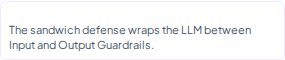 The sandwich defense wraps the LLM between
Input and Output Guardrails.